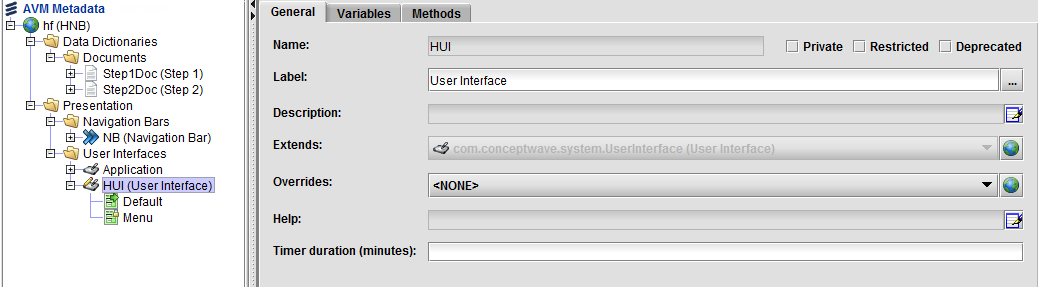 AVM Metadata
hf (HNB)
Data Dictionaries
Documents
Step1Doc (Step 1)
Step2Doc (Step 2)
Presentation
Navigation Bars
NB (Navigation Bar)
User Interfaces
Application
HUI (User Interface)
Default
Menu
General Variables Methods
Name: HUI Private Restricted Deprecated
Label: User Interface ...
Description:
Extends: com.conceptwave.system.UserInterface (User Interface)
Overrides: <NONE>
Help:
Timer duration (minutes):